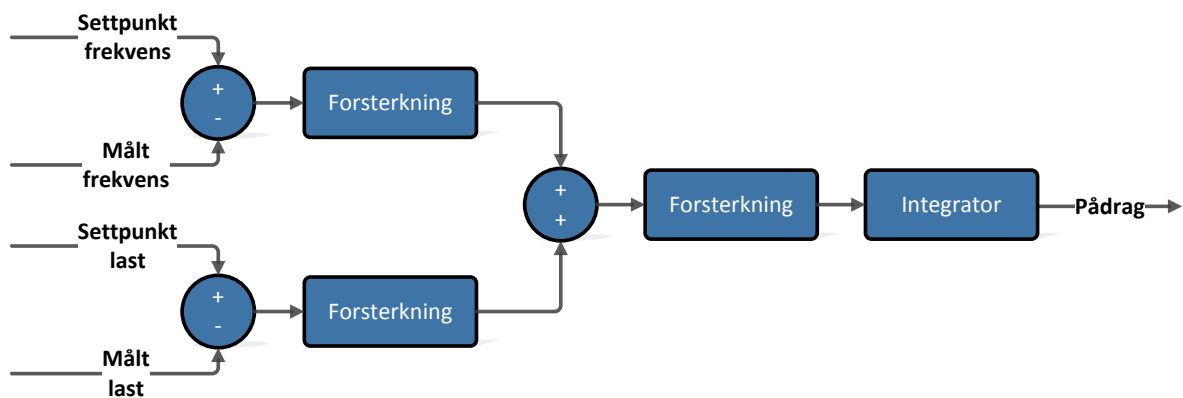 Settpunkt
frekvens
+
-
Forsterkning
Målt
frekvens
+
+
Forsterkning
Integrator
Pådrag
Settpunkt
last
+
-
Forsterkning
Målt
last